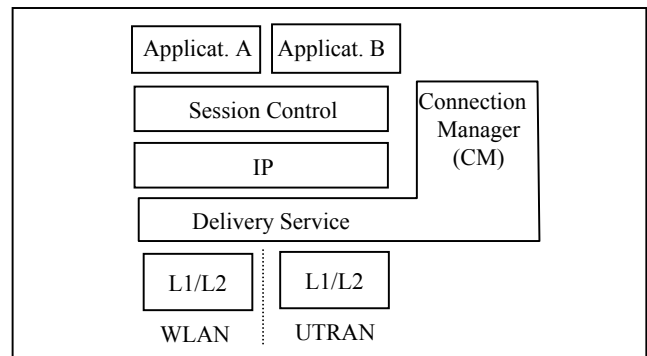 Applicat. A
Applicat. B
Session Control
Connection
Manager
(CM)
IP
Delivery Service
L1/L2
L1/L2
WLAN
UTRAN